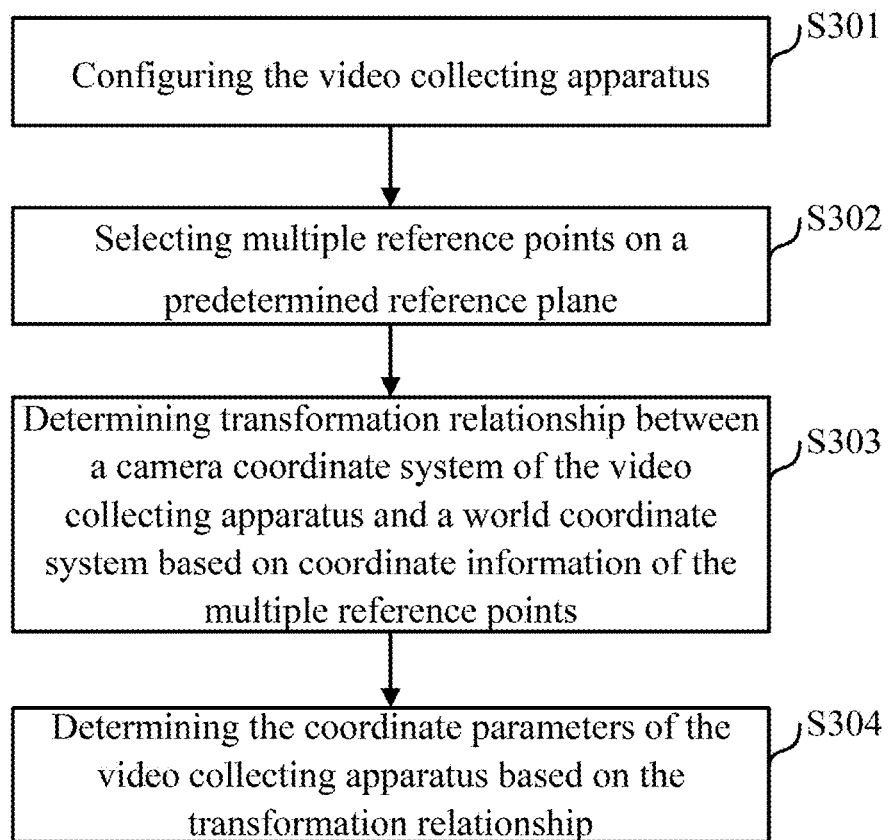 S301
Configuring the video collecting apparatus
S302
Selecting multiple reference points on a
predetermined reference plane
Determining transformation relationship between
a camera coordinate system of the video
collecting apparatus and a world coordinate
system based on coordinate information of the
multiple reference points
S303
Determining the coordinate parameters of the
video collecting apparatus based on the
transformation relationship
S304